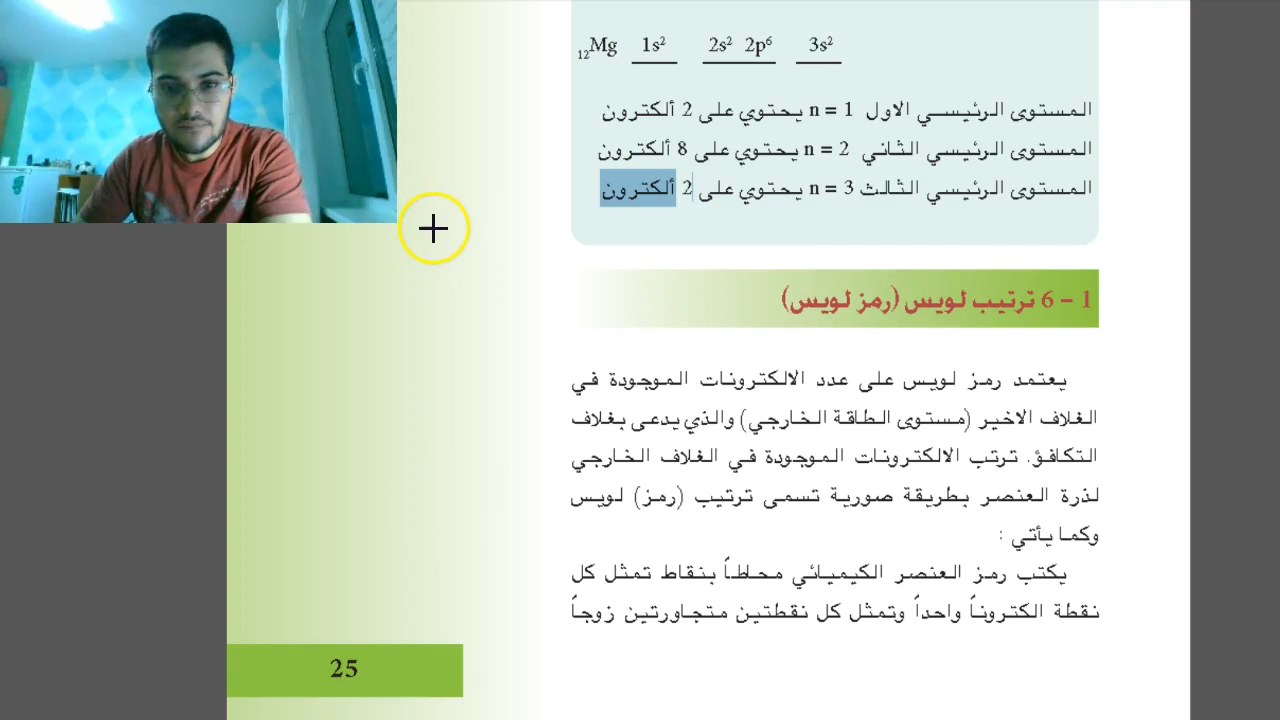 ₁₂Mg 1s² 2s² 2p⁶ 3s²
المستوى الرئيسي الاول n = 1 يحتوي على 2 ألكترون
المستوى الرئيسي الثاني n = 2 يحتوي على 8 ألكترون
المستوى الرئيسي الثالث n = 3 يحتوي على 2 ألكترون
1 – 6 ترتيب لويس (رمز لويس)
يعتمد رمز لويس على عدد الالكترونات الموجودة في
الغلاف الاخير (مستوى الطاقة الخارجي) والذي يدعى بغلاف
التكافؤ. ترتب الالكترونات الموجودة في الغلاف الخارجي
لذرة العنصر بطريقة صورية تسمى ترتيب (رمز) لويس
وكما يأتي :
يكتب رمز العنصر الكيميائي محاطاً بنقاط تمثل كل
نقطة الكتروناً واحداً وتمثل كل نقطتين متجاورتين زوجاً
25